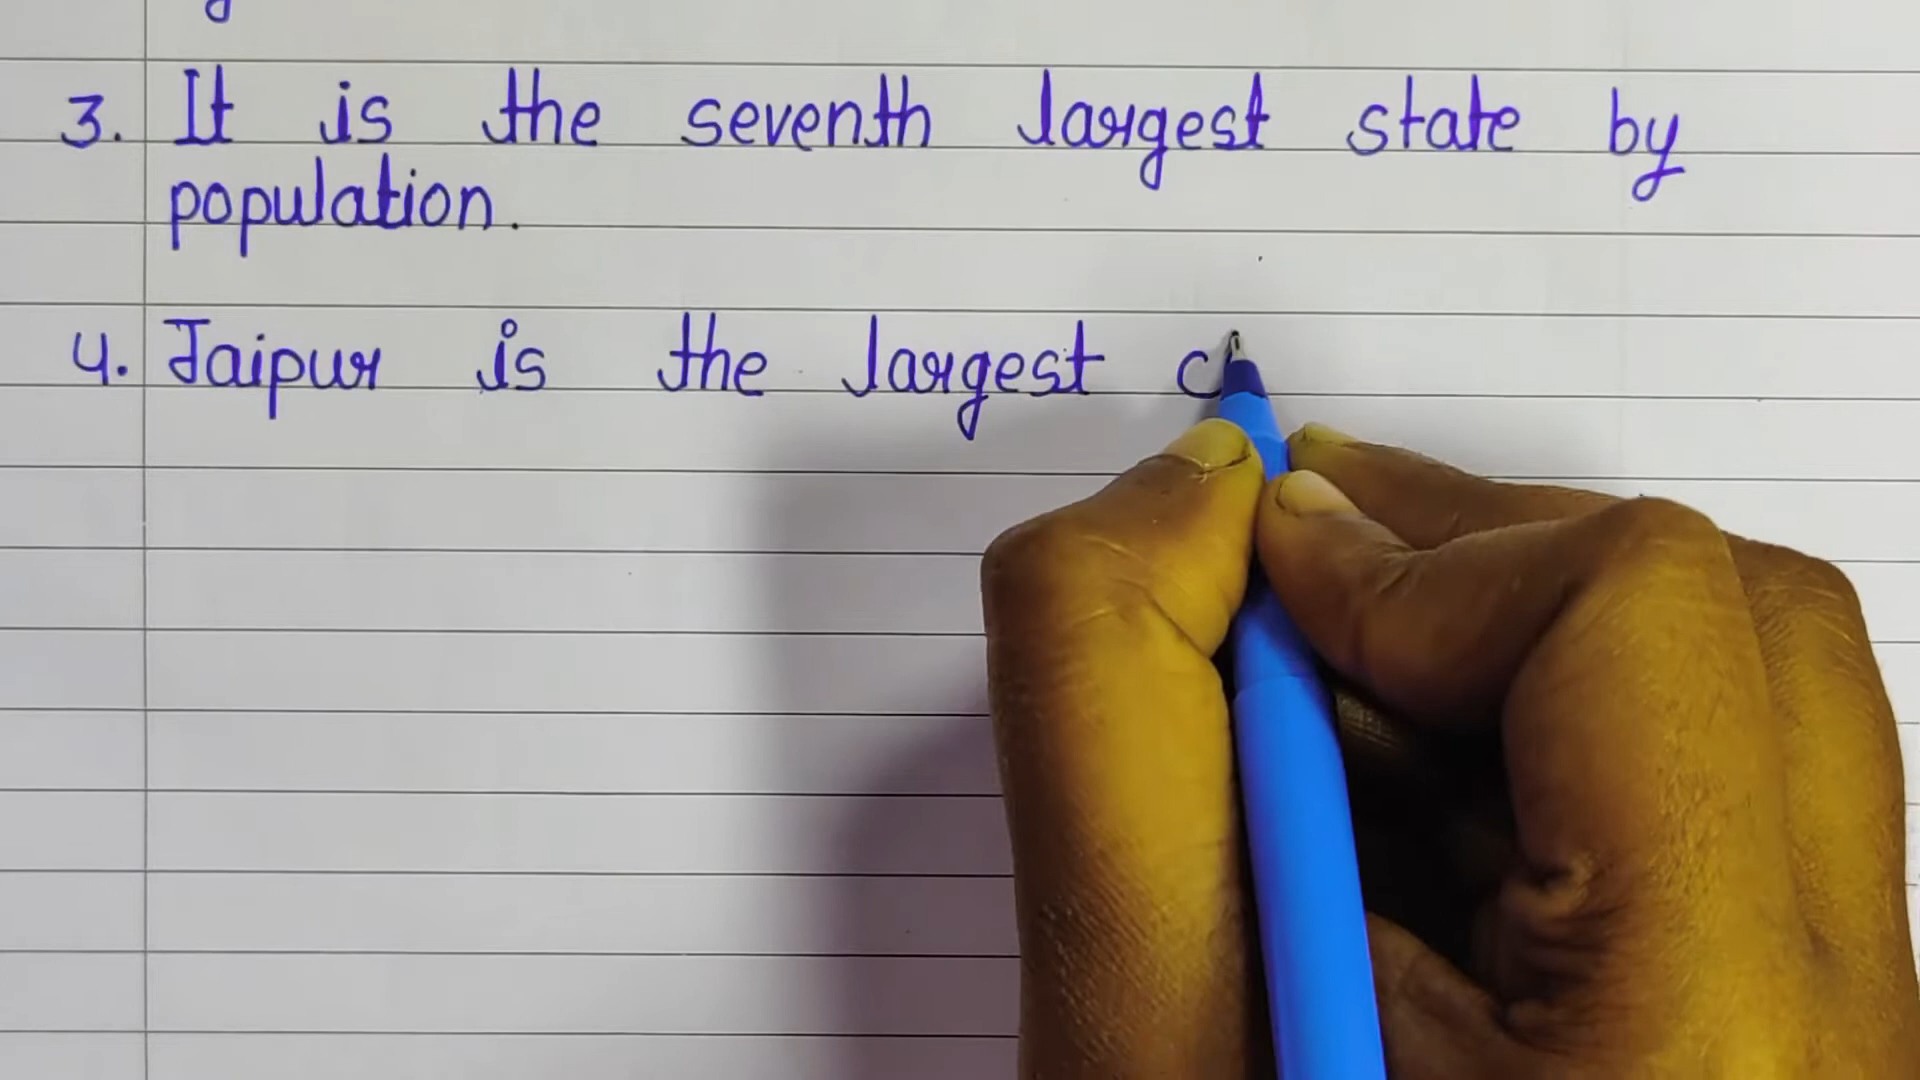 3. It is the seventh largest state by
population.
4. Jaipur is the largest c